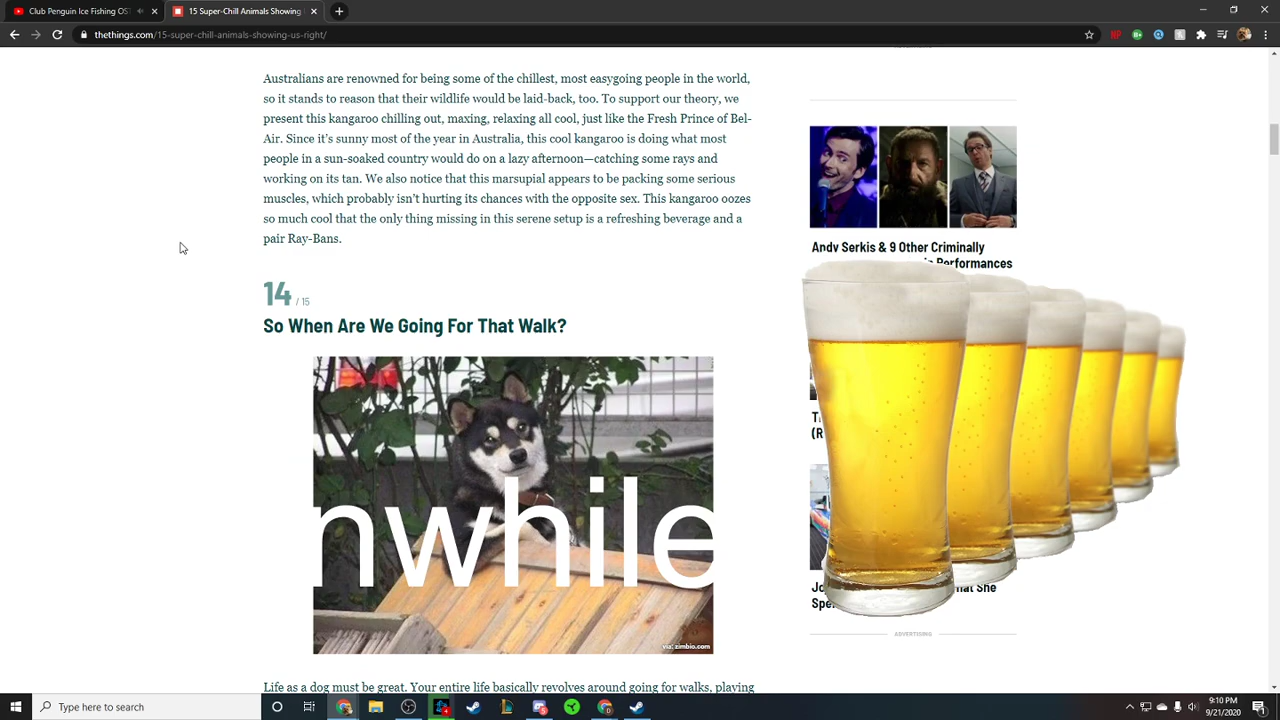 Club Penguin Ice Fishing OST
15 Super-Chill Animals Showing
thethings.com/15-super-chill-animals-showing-us-right/
Australians are renowned for being some of the chillest, most easygoing people in the world,
so it stands to reason that their wildlife would be laid-back, too. To support our theory, we
present this kangaroo chilling out, maxing, relaxing all cool, just like the Fresh Prince of Bel-
Air. Since it's sunny most of the year in Australia, this cool kangaroo is doing what most
people in a sun-soaked country would do on a lazy afternoon—catching some rays and
working on its tan. We also notice that this marsupial appears to be packing some serious
muscles, which probably isn't hurting its chances with the opposite sex. This kangaroo oozes
so much cool that the only thing missing in this serene setup is a refreshing beverage and a
pair Ray-Bans.
14 / 15
So When Are We Going For That Walk?
nwhile
via: zimbio.com
Life as a dog must be great. Your entire life basically revolves around going for walks, playing
Andy Serkis & 9 Other Criminally
Performances
(R
Jo
That She
Spe
ADVERTISING
Type here to search
9:10 PM
9/21/2020